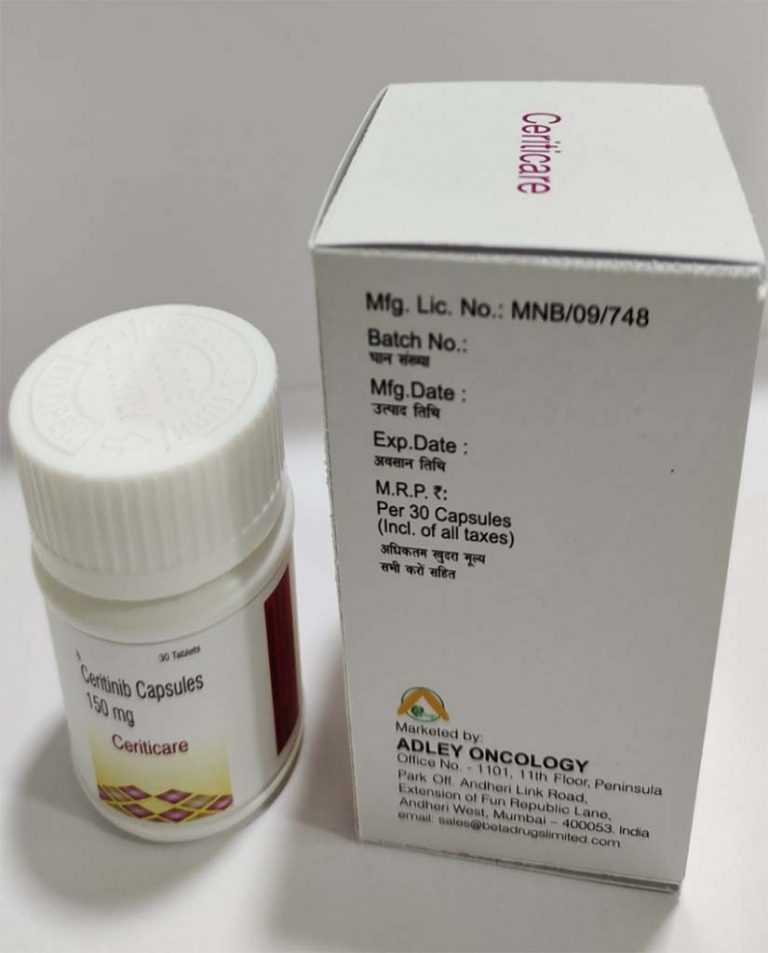 Ceriticare
Mfg. Lic. No.: MNB/09/748
Batch No.:
घान संख्या
Mfg.Date :
उत्पाद तिथि
Exp.Date :
अवसान तिथि
M.R.P. ₹:
Per 30 Capsules
(Incl. of all taxes)
अधिकतम खुदरा मूल्य
सभी करों सहित
Marketed by:
ADLEY ONCOLOGY
Office No. - 1101, 11th Floor, Peninsula
Park Off. Andheri Link Road,
Extension of Fun Republic Lane,
Andheri West, Mumbai – 400053. India
email: sales@betadrugslimited.com
30 Tablets
Ceritinib Capsules
150 mg
Ceriticare